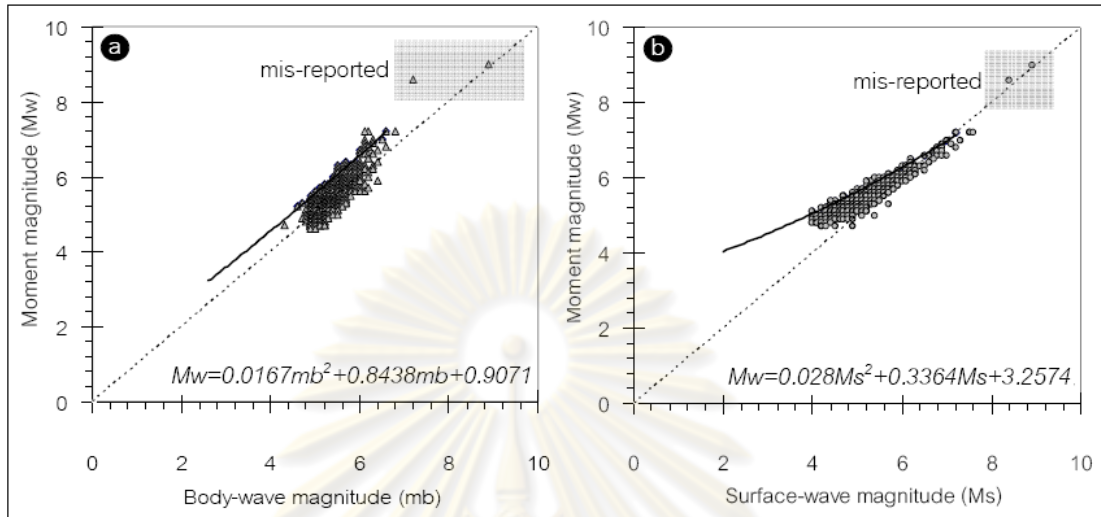 a
mis-reported
Moment magnitude (Mw)
10
8
6
4
2
0
Mw=0.0167mb²+0.8438mb+0.9071
0 2 4 6 8 10
Body-wave magnitude (mb)
b
mis-reported
Moment magnitude (Mw)
10
8
6
4
2
0
Mw=0.028Ms²+0.3364Ms+3.2574
0 2 4 6 8 10
Surface-wave magnitude (Ms)